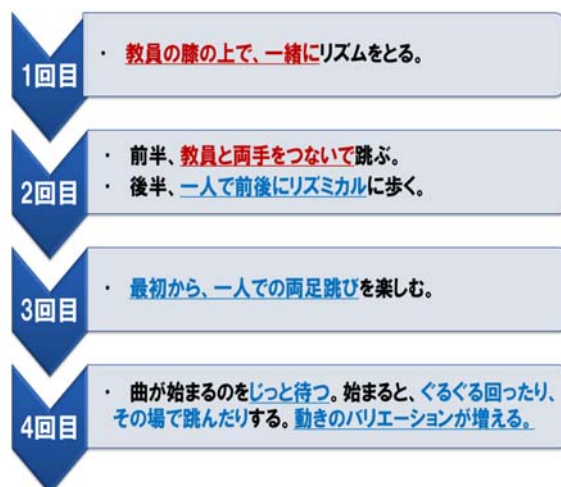 1回目
・ 教員の膝の上で、一緒にリズムをとる。
2回目
・ 前半、教員と両手をつないで跳ぶ。
・ 後半、一人で前後にリズミカルに歩く。
3回目
・ 最初から、一人での両足跳びを楽しむ。
4回目
・ 曲が始まるのをじっと待つ。始まると、ぐるぐる回ったり、
その場で跳んだりする。動きのバリエーションが増える。